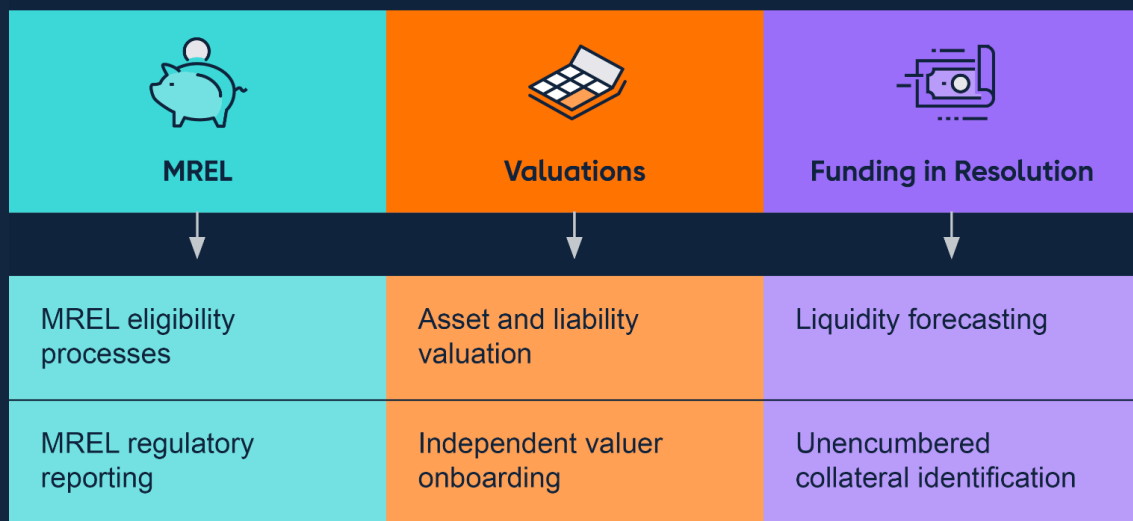 MREL
Valuations
Funding in Resolution
MREL eligibility
processes
Asset and liability
valuation
Liquidity forecasting
MREL regulatory
reporting
Independent valuer
onboarding
Unencumbered
collateral identification